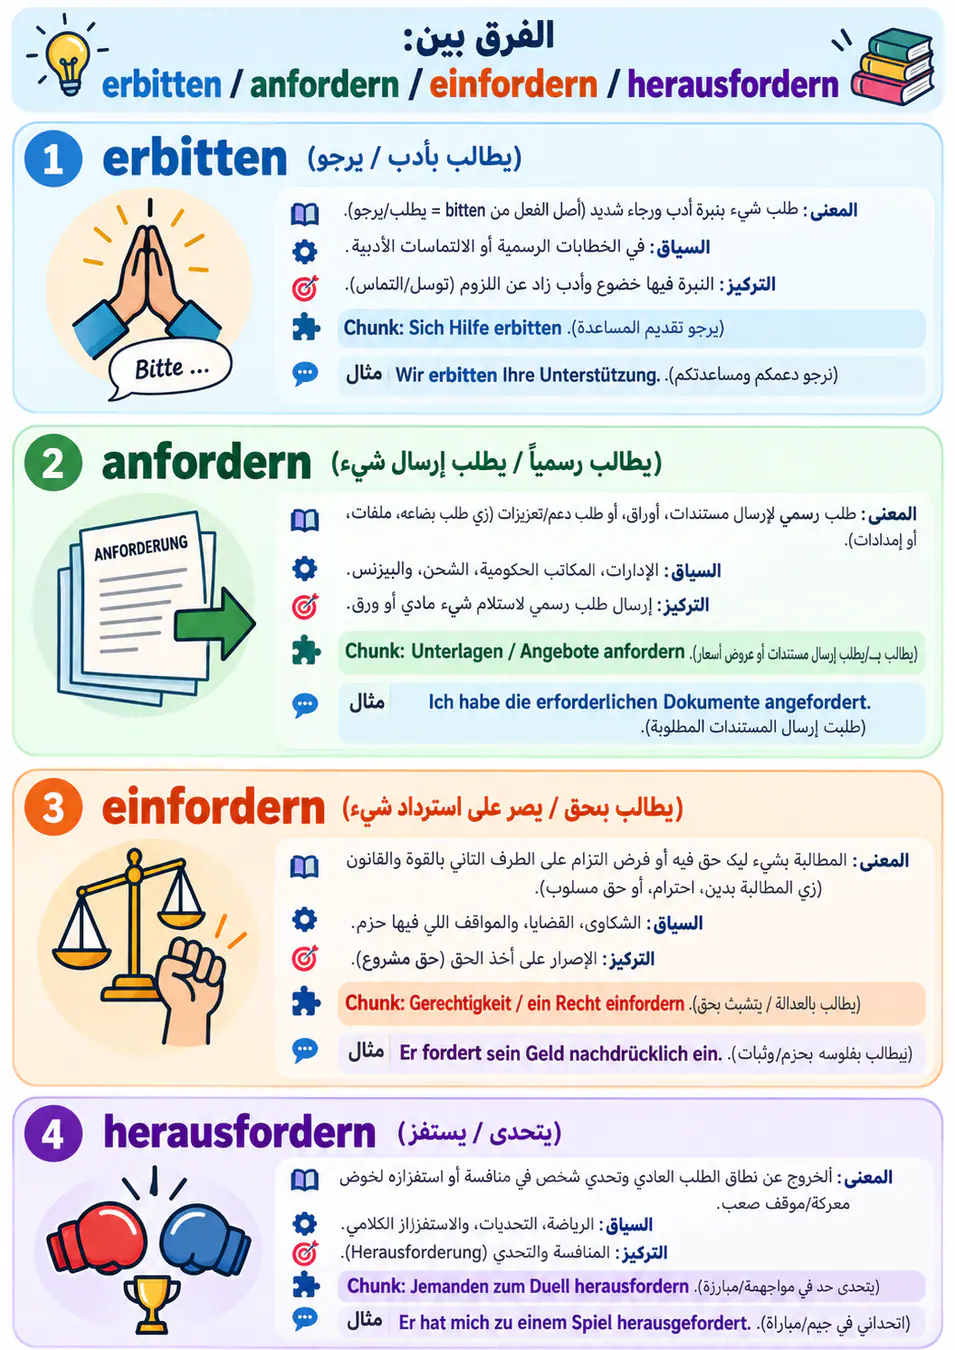 الفرق بين:
erbitten / anfordern / einfordern / herausfordern
1 erbitten (يطالب بأدب / يرجو)
المعنى: طلب شيء بنبرة أدب ورجاء شديد (أصل الفعل من bitten = يطلب/يرجو).
السياق: في الخطابات الرسمية أو الالتماسات الأدبية.
التركيز: النبرة فيها خضوع وأدب زاد عن اللزوم (توسل/التماس).
Chunk: Sich Hilfe erbitten (يرجو تقديم المساعدة).
مثال Wir erbitten Ihre Unterstützung. (نرجو دعمكم ومساعدتكم).
Bitte ...
2 anfordern (يطالب رسمياً / يطلب إرسال شيء)
ANFORDERUNG
المعنى: طلب رسمي لإرسال مستندات، أوراق، أو طلب دعم/تعزيزات (زي طلب بضاعه، ملفات،
أو إمدادات).
السياق: الإدارات، المكاتب الحكومية، الشحن، والبيزنس.
التركيز: إرسال طلب رسمي لاستلام شيء مادي أو ورق.
Chunk: Unterlagen / Angebote anfordern (يطالب بـ/يطلب إرسال مستندات أو عروض أسعار).
مثال Ich habe die erforderlichen Dokumente angefordert.
(طلبت إرسال المستندات المطلوبة).
3 einfordern (يطالب بحق / يصر على استرداد شيء)
المعنى: المطالبة بشيء ليك حق فيه أو فرض التزام على الطرف التاني بالقوة والقانون
(زي المطالبة بدين، احترام، أو حق مسلوب).
السياق: الشكاوى، القضايا، والمواقف اللي فيها حزم.
التركيز: الإصرار على أخذ الحق (حق مشروع).
Chunk: Gerechtigkeit / ein Recht einfordern (يطالب بالعدالة / يتشبث بحق).
مثال Er fordert sein Geld nachdrücklich ein. (بيطالب بفلوسه بحزم/وثبات).
4 herausfordern (يتحدى / يستفز)
المعنى: الخروج عن نطاق الطلب العادي وتحدي شخص في منافسة أو استفزازه لخوض
معركة/موقف صعب.
السياق: الرياضة، التحديات، والاستفززاز الكلامي.
التركيز: المنافسة والتحدي (Herausforderung).
Chunk: Jemanden zum Duell herausfordern (يتحدى حد في مواجهمة/مبارزة).
مثال Er hat mich zu einem Spiel herausgefordert. (اتحداني في جيم/مباراة).